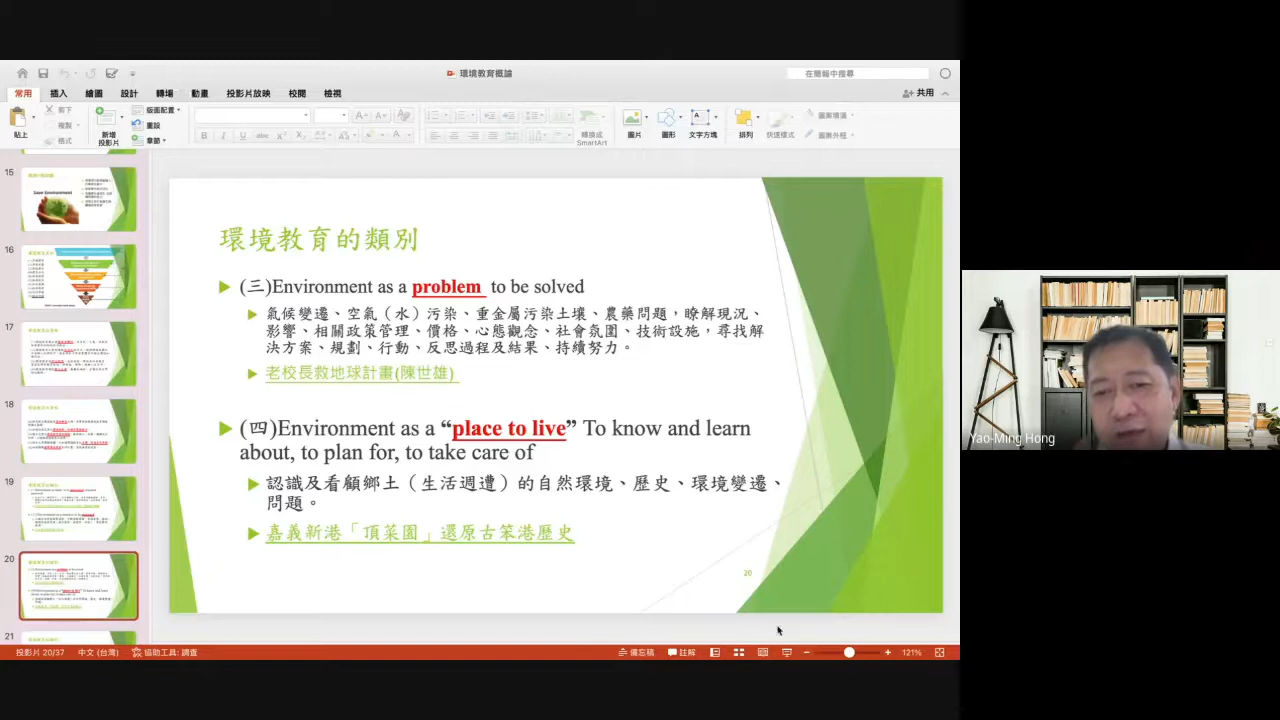 環境教育概論
在簡報中搜尋
常用 插入 繪圖 設計 轉場 動畫 投影片放映 校閱 檢視
共用
貼上
剪下
複製
格式
新增
投影片
版面配置
重設
章節
轉換成
SmartArt
圖片
圖形
文字方塊
排列
快速樣式
圖案填滿
圖案外框
15
Save Environment
16
17
18
19
20
21
環境教育的類別
(三)Environment as a problem to be solved
氣候變遷、空氣（水）污染、重金屬污染土壤、農藥問題，瞭解現況、
影響、相關政策管理、價格、心態觀念、社會氛圍、技術設施，尋找解
決方案、規劃、行動、反思過程及結果、持續努力。
老校長救地球計畫(陳世雄)
(四)Environment as a “place to live” To know and learn
about, to plan for, to take care of
認識及看顧鄉土（生活週遭）的自然環境、歷史、環境變遷、
問題。
嘉義新港「頂菜園」還原古笨港歷史
20
Yao-Ming Hong
投影片 20/37 中文 (台灣) 協助工具: 調查
備忘稿 註解 121%